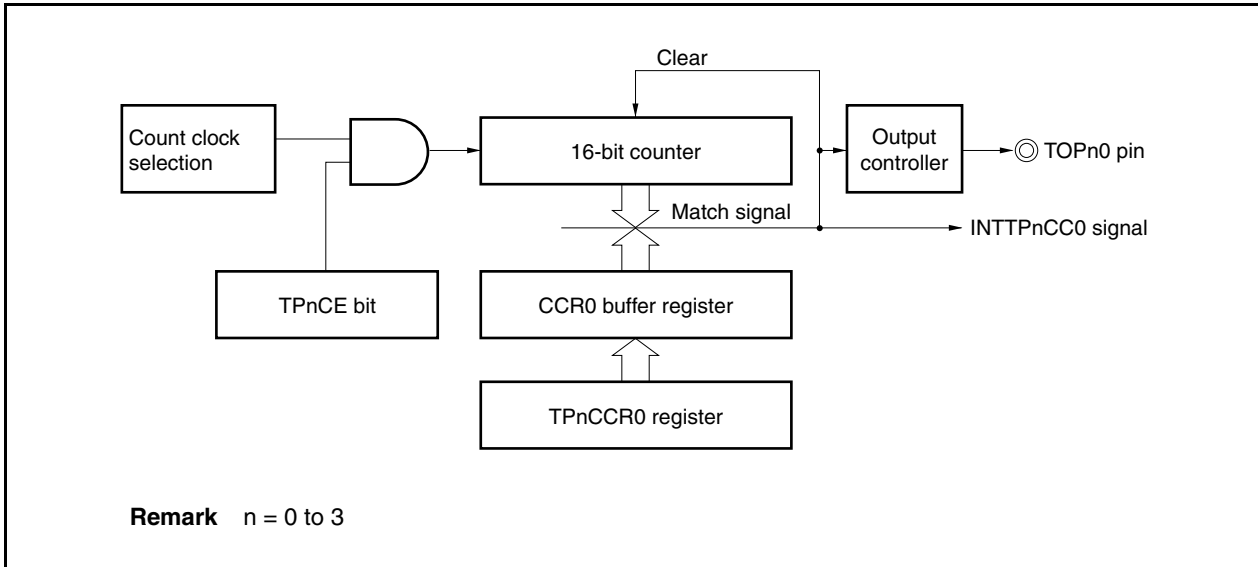 Clear
Count clock
selection
16-bit counter
Output
controller
TOPn0 pin
Match signal
INTTPnCC0 signal
TPnCE bit
CCR0 buffer register
TPnCCR0 register
Remark n = 0 to 3